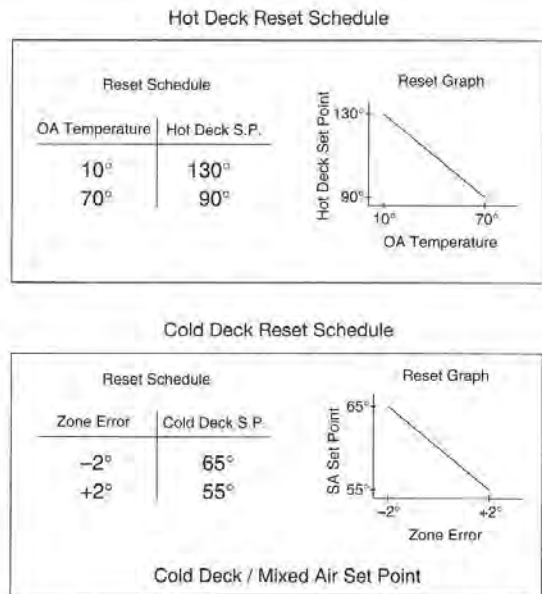 Hot Deck Reset Schedule
Reset Schedule
OA Temperature Hot Deck S.P.
10° 130°
70° 90°
Reset Graph
Hot Deck Set Point
130°
90°
10° 70°
OA Temperature
Cold Deck Reset Schedule
Reset Schedule
Zone Error Cold Deck S.P.
−2° 65°
+2° 55°
Reset Graph
SA Set Point
65°
55°
−2° +2°
Zone Error
Cold Deck / Mixed Air Set Point